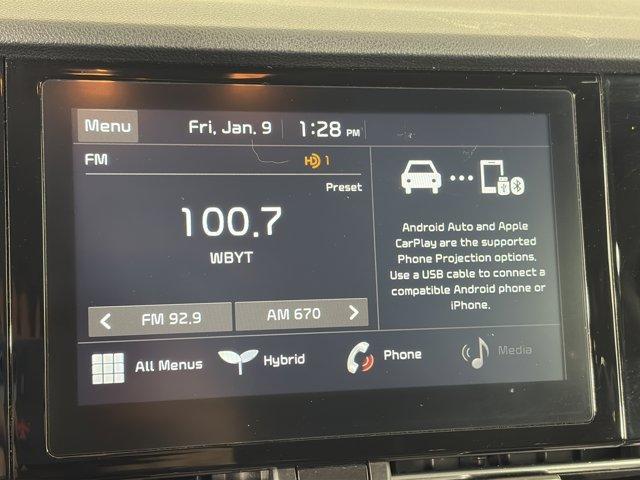 Menu
Fri, Jan. 9
1:28 PM
FM
HD 1
Preset
100.7
WBYT
FM 92.9
AM 670
Android Auto and Apple
CarPlay are the supported
Phone Projection options.
Use a USB cable to connect a
compatible Android phone or
iPhone.
All Menus
Hybrid
Phone
Media